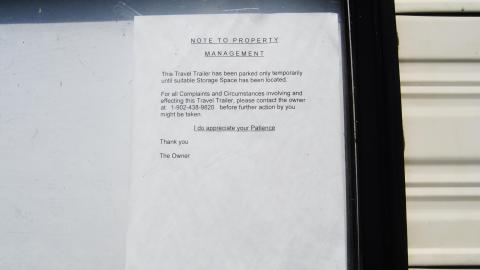 NOTE TO PROPERTY
MANAGEMENT
This Travel Trailer has been parked only temporarily
until suitable Storage Space has been located.
For all Complaints and Circumstances involving and
effecting this Travel Trailer, please contact the owner
at 1-902-438-9820 before further action by you
might be taken.
I do appreciate your Patience
Thank you
The Owner